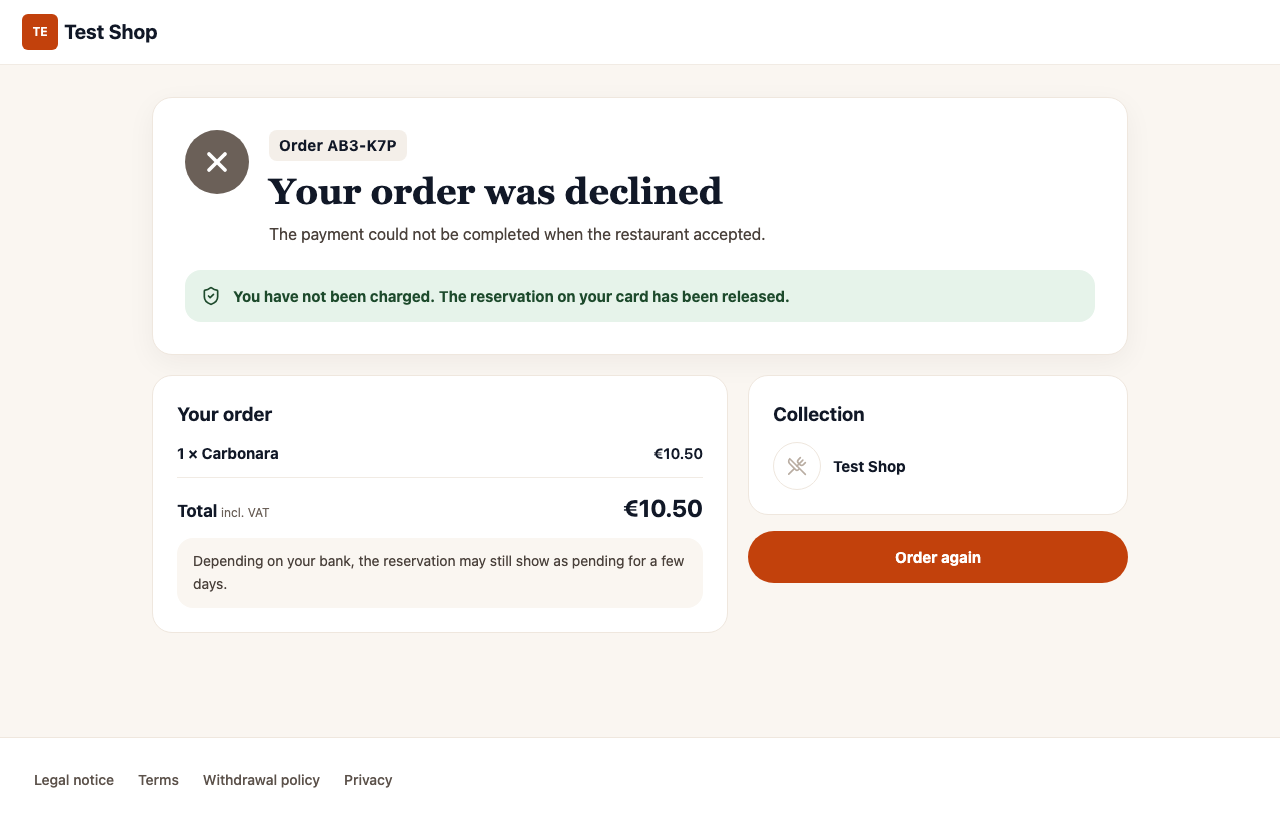 TE
Test Shop
Order AB3-K7P
Your order was declined
The payment could not be completed when the restaurant accepted.
You have not been charged. The reservation on your card has been released.
Your order
1 × Carbonara €10.50
Total incl. VAT €10.50
Depending on your bank, the reservation may still show as pending for a few
days.
Collection
Test Shop
Order again
Legal notice Terms Withdrawal policy Privacy